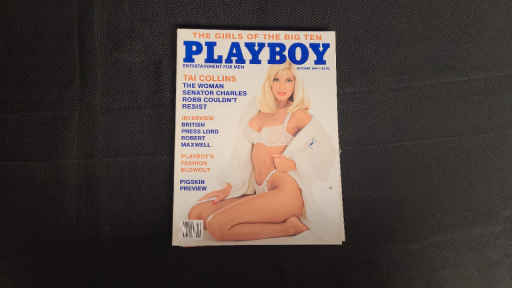 THE GIRLS OF THE BIG TEN
PLAYBOY
ENTERTAINMENT FOR MEN
TAI COLLINS
THE WOMAN
SENATOR CHARLES
ROBB COULDN'T
RESIST
INTERVIEW
BRITISH
PRESS LORD
ROBERT
MAXWELL
PLAYBOY'S
FASHION
BLOWOUT
PIGSKIN
PREVIEW